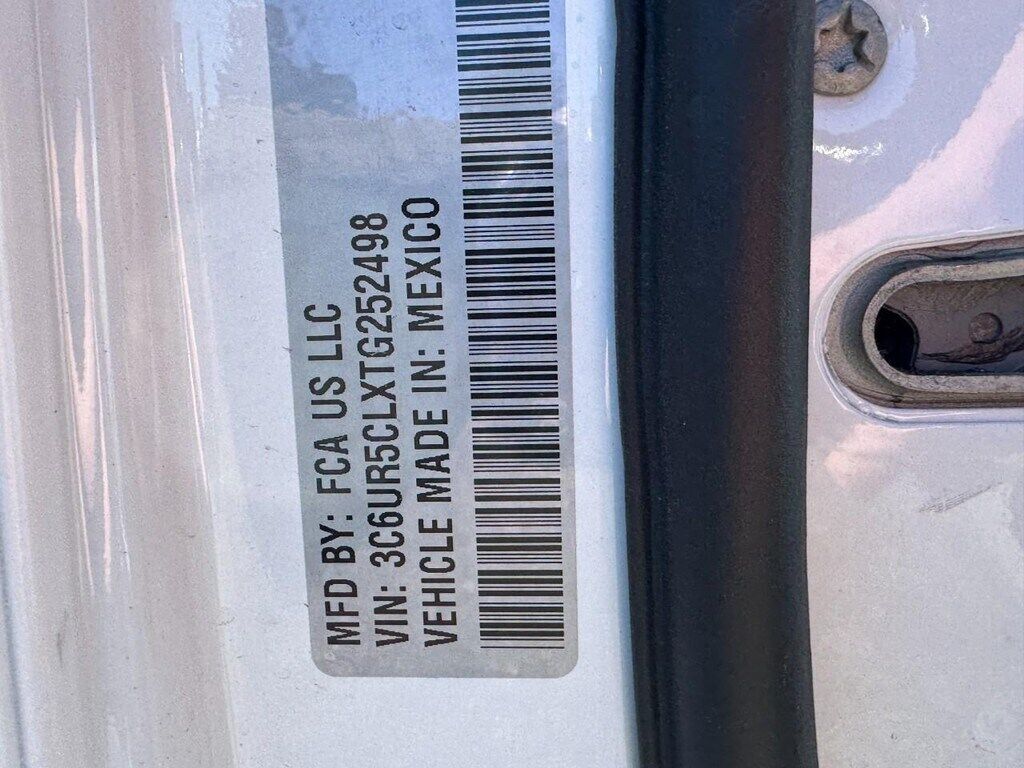 MFD BY: FCA US LLC
VIN: 3C6UR5CLXTG252498
VEHICLE MADE IN: MEXICO